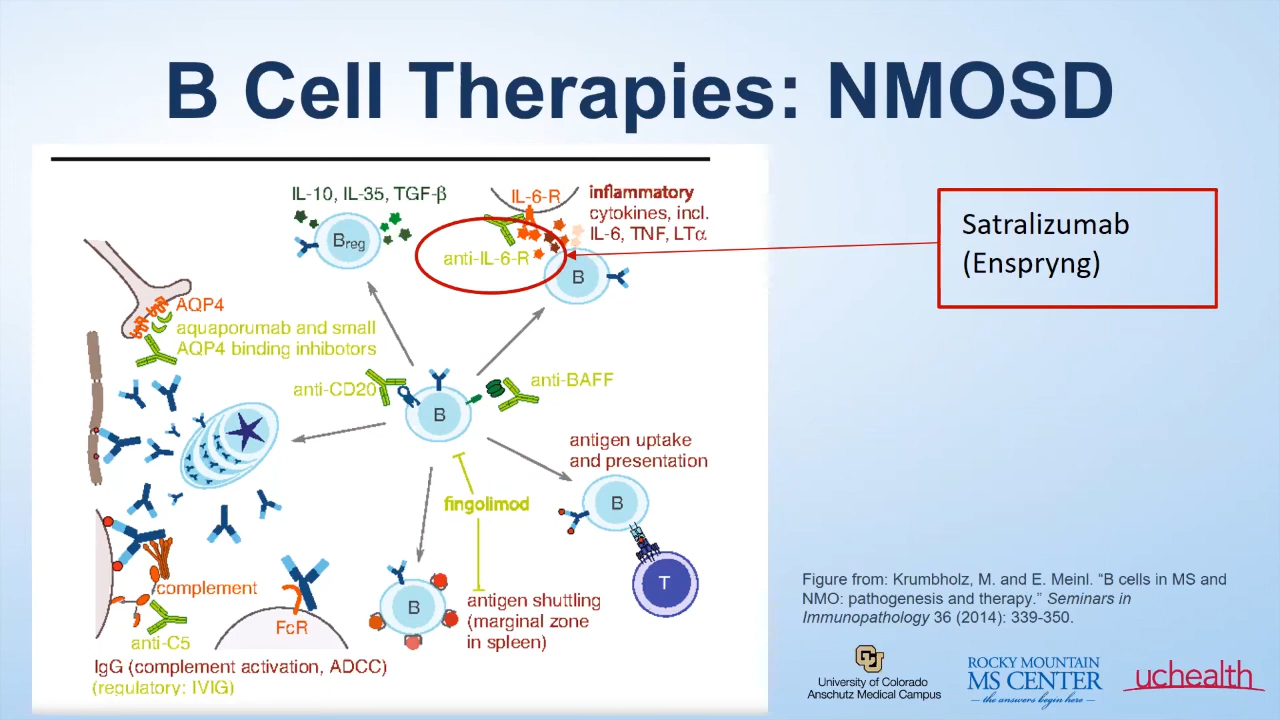 B Cell Therapies: NMOSD
IL-10, IL-35, TGF-β
Breg
IL-6-R
inflammatory
cytokines, incl.
IL-6, TNF, LTα
anti-IL-6-R
B
Satralizumab
(Enspryng)
AQP4
aquaporumab and small
AQP4 binding inhibitors
anti-CD20
anti-BAFF
B
antigen uptake
and presentation
B
T
fingolimod
B
antigen shuttling
(marginal zone
in spleen)
complement
anti-C5
FcR
IgG (complement activation, ADCC)
(regulatory: IVIG)
Figure from: Krumbholz, M. and E. Meinl. “B cells in MS and
NMO: pathogenesis and therapy.” Seminars in
Immunopathology 36 (2014): 339-350.
CU
University of Colorado
Anschutz Medical Campus
ROCKY MOUNTAIN
MS CENTER
— the answers begin here —
uchealth